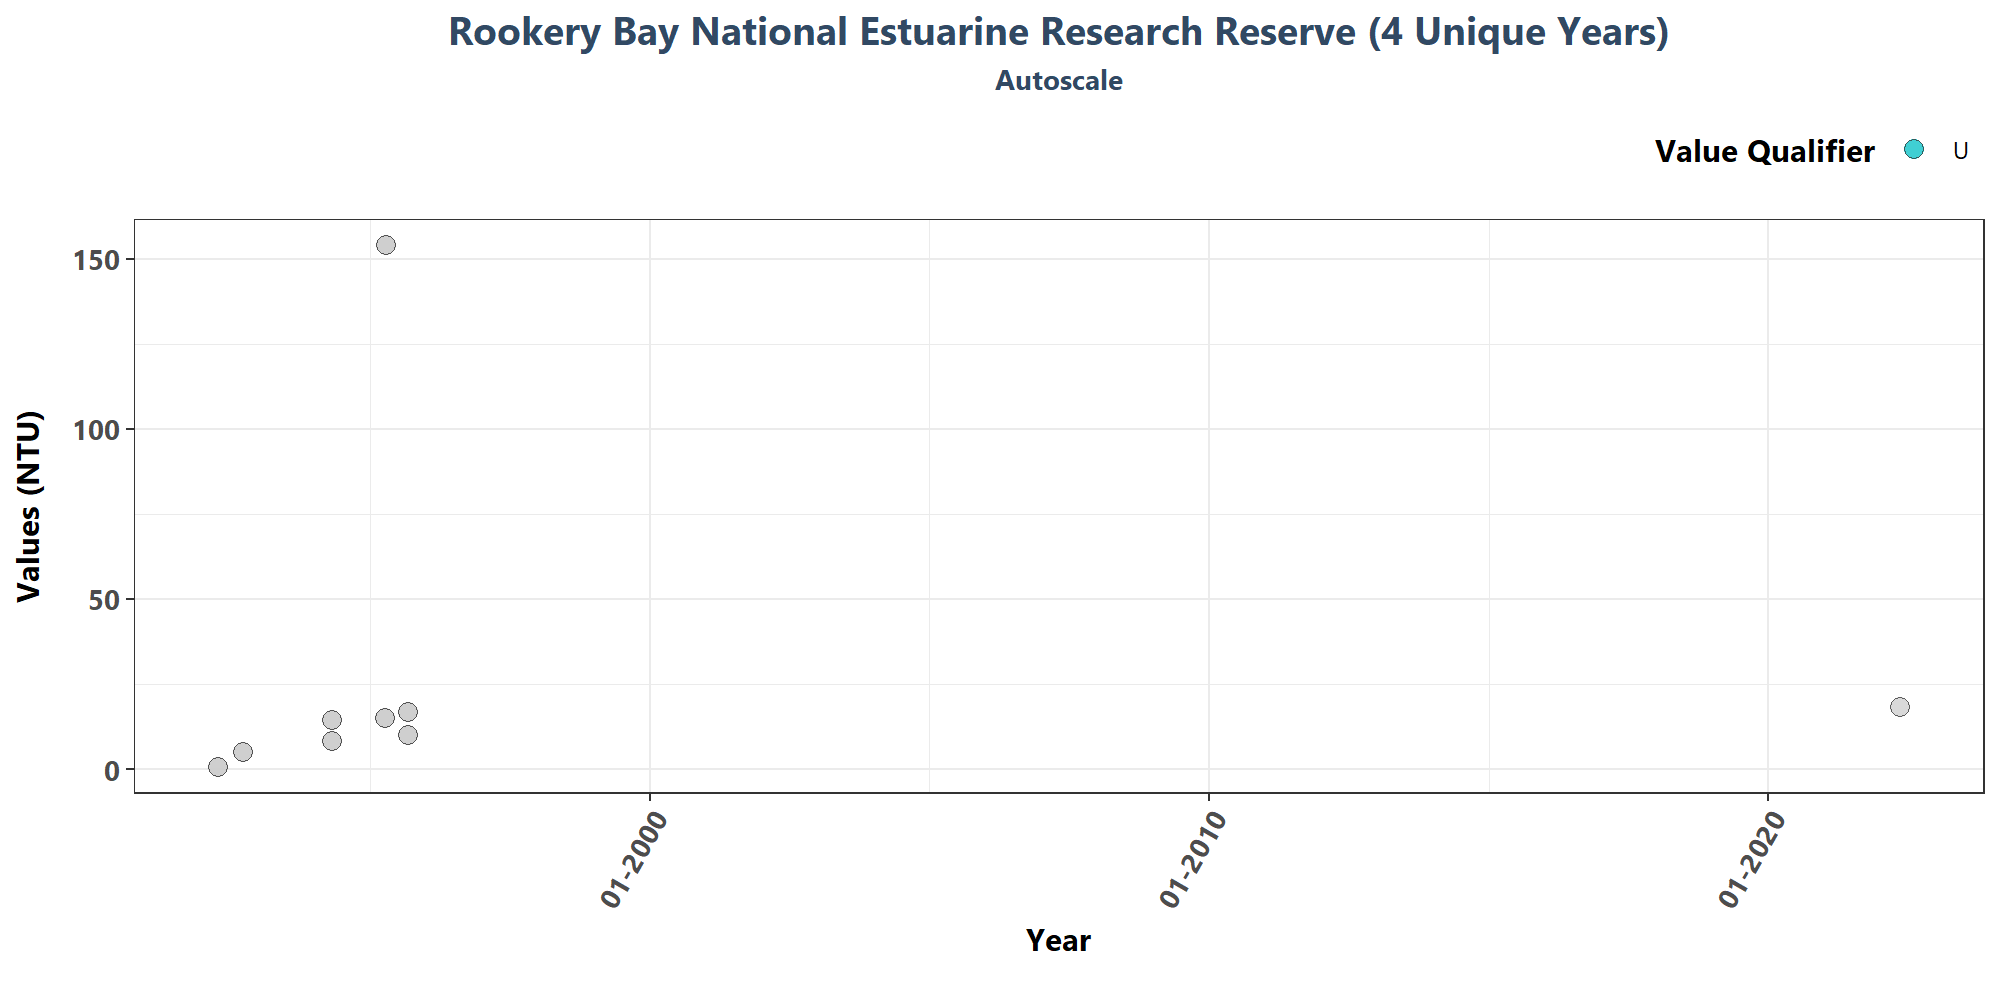 Rookery Bay National Estuarine Research Reserve (4 Unique Years)
Autoscale
Value Qualifier U
Values (NTU)
150
100
50
0
01-2000
01-2010
01-2020
Year